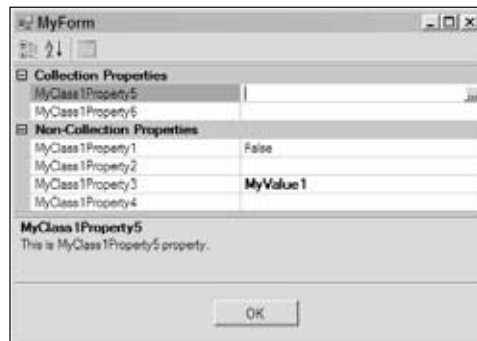 MyForm
Collection Properties
MyClass1Property5
MyClass1Property6
Non-Collection Properties
MyClass1Property1 False
MyClass1Property2
MyClass1Property3 MyValue1
MyClass1Property4
MyClass1Property5
This is MyClass1Property5 property.
OK